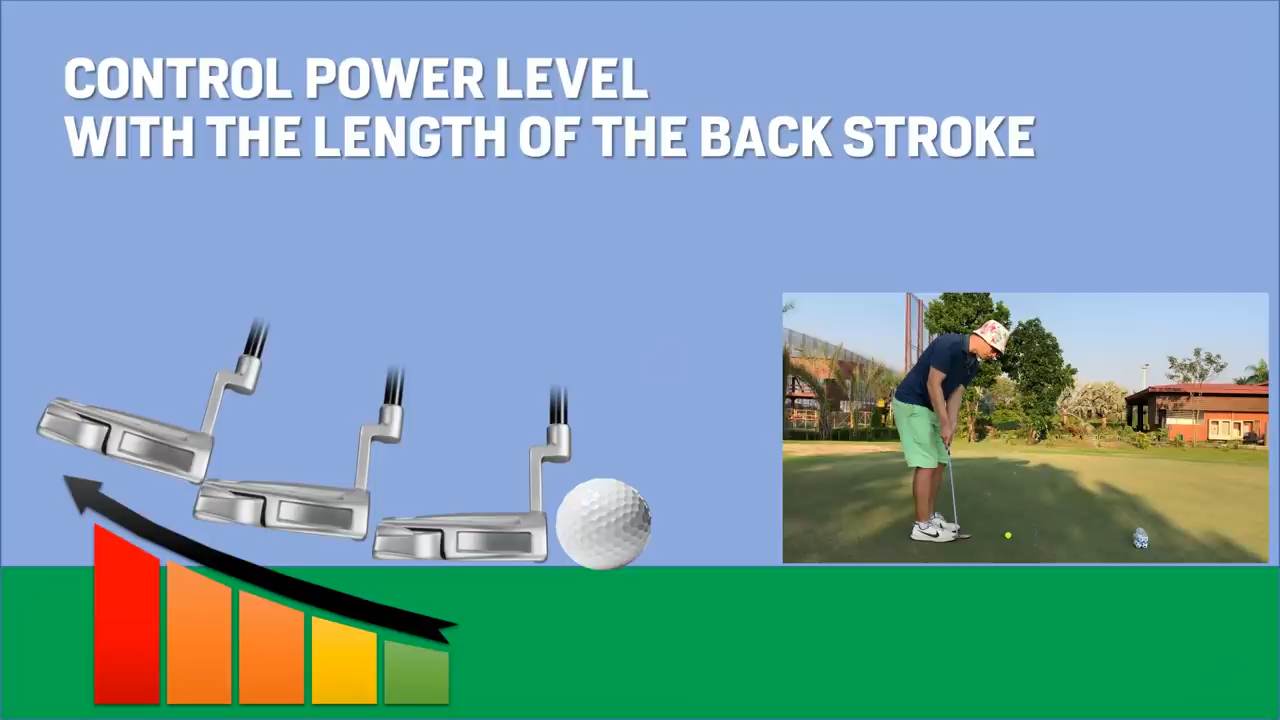 CONTROL POWER LEVEL
WITH THE LENGTH OF THE BACK STROKE